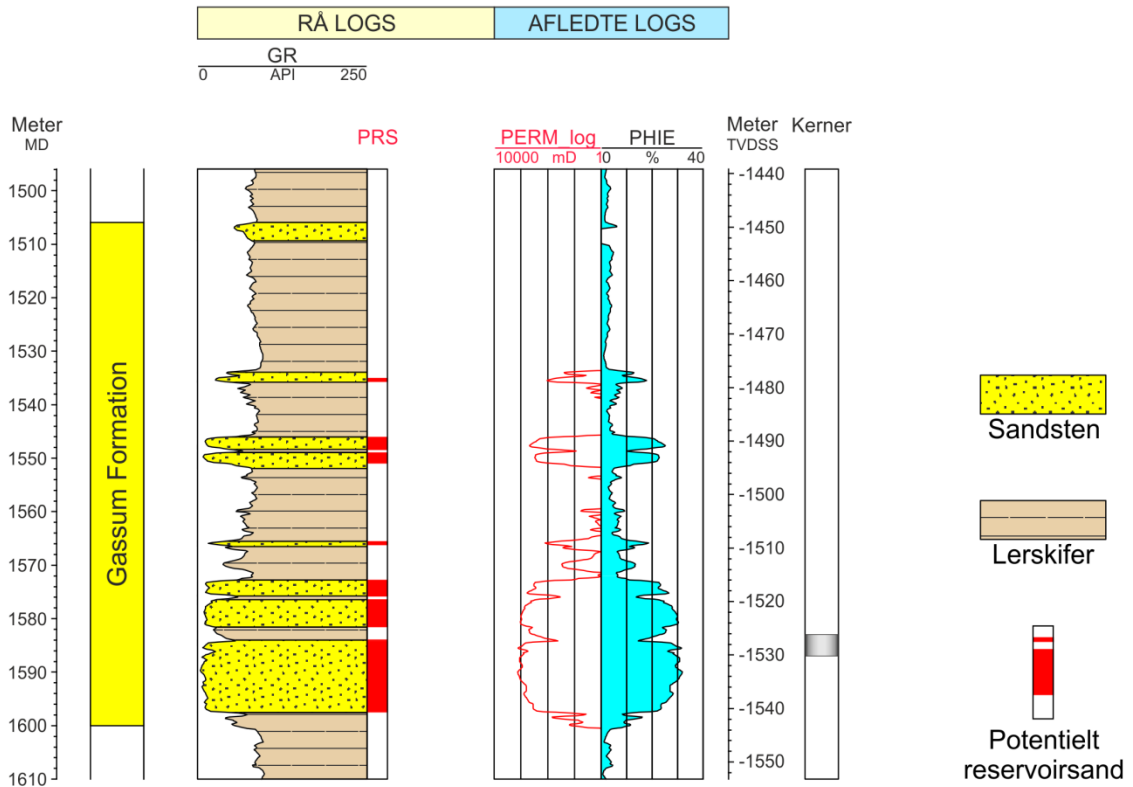 RÅ LOGS
AFLEDTE LOGS
GR
0 API 250
Meter
MD
PRS
PERM_log
10000 mD 1
PHIE
0 % 40
Meter
TVDSS
Kerner
1500
1510
1520
1530
1540
1550
1560
1570
1580
1590
1600
1610
Gassum Formation
-1440
-1450
-1460
-1470
-1480
-1490
-1500
-1510
-1520
-1530
-1540
-1550
Sandsten
Lerskifer
Potentielt
reservoirsand